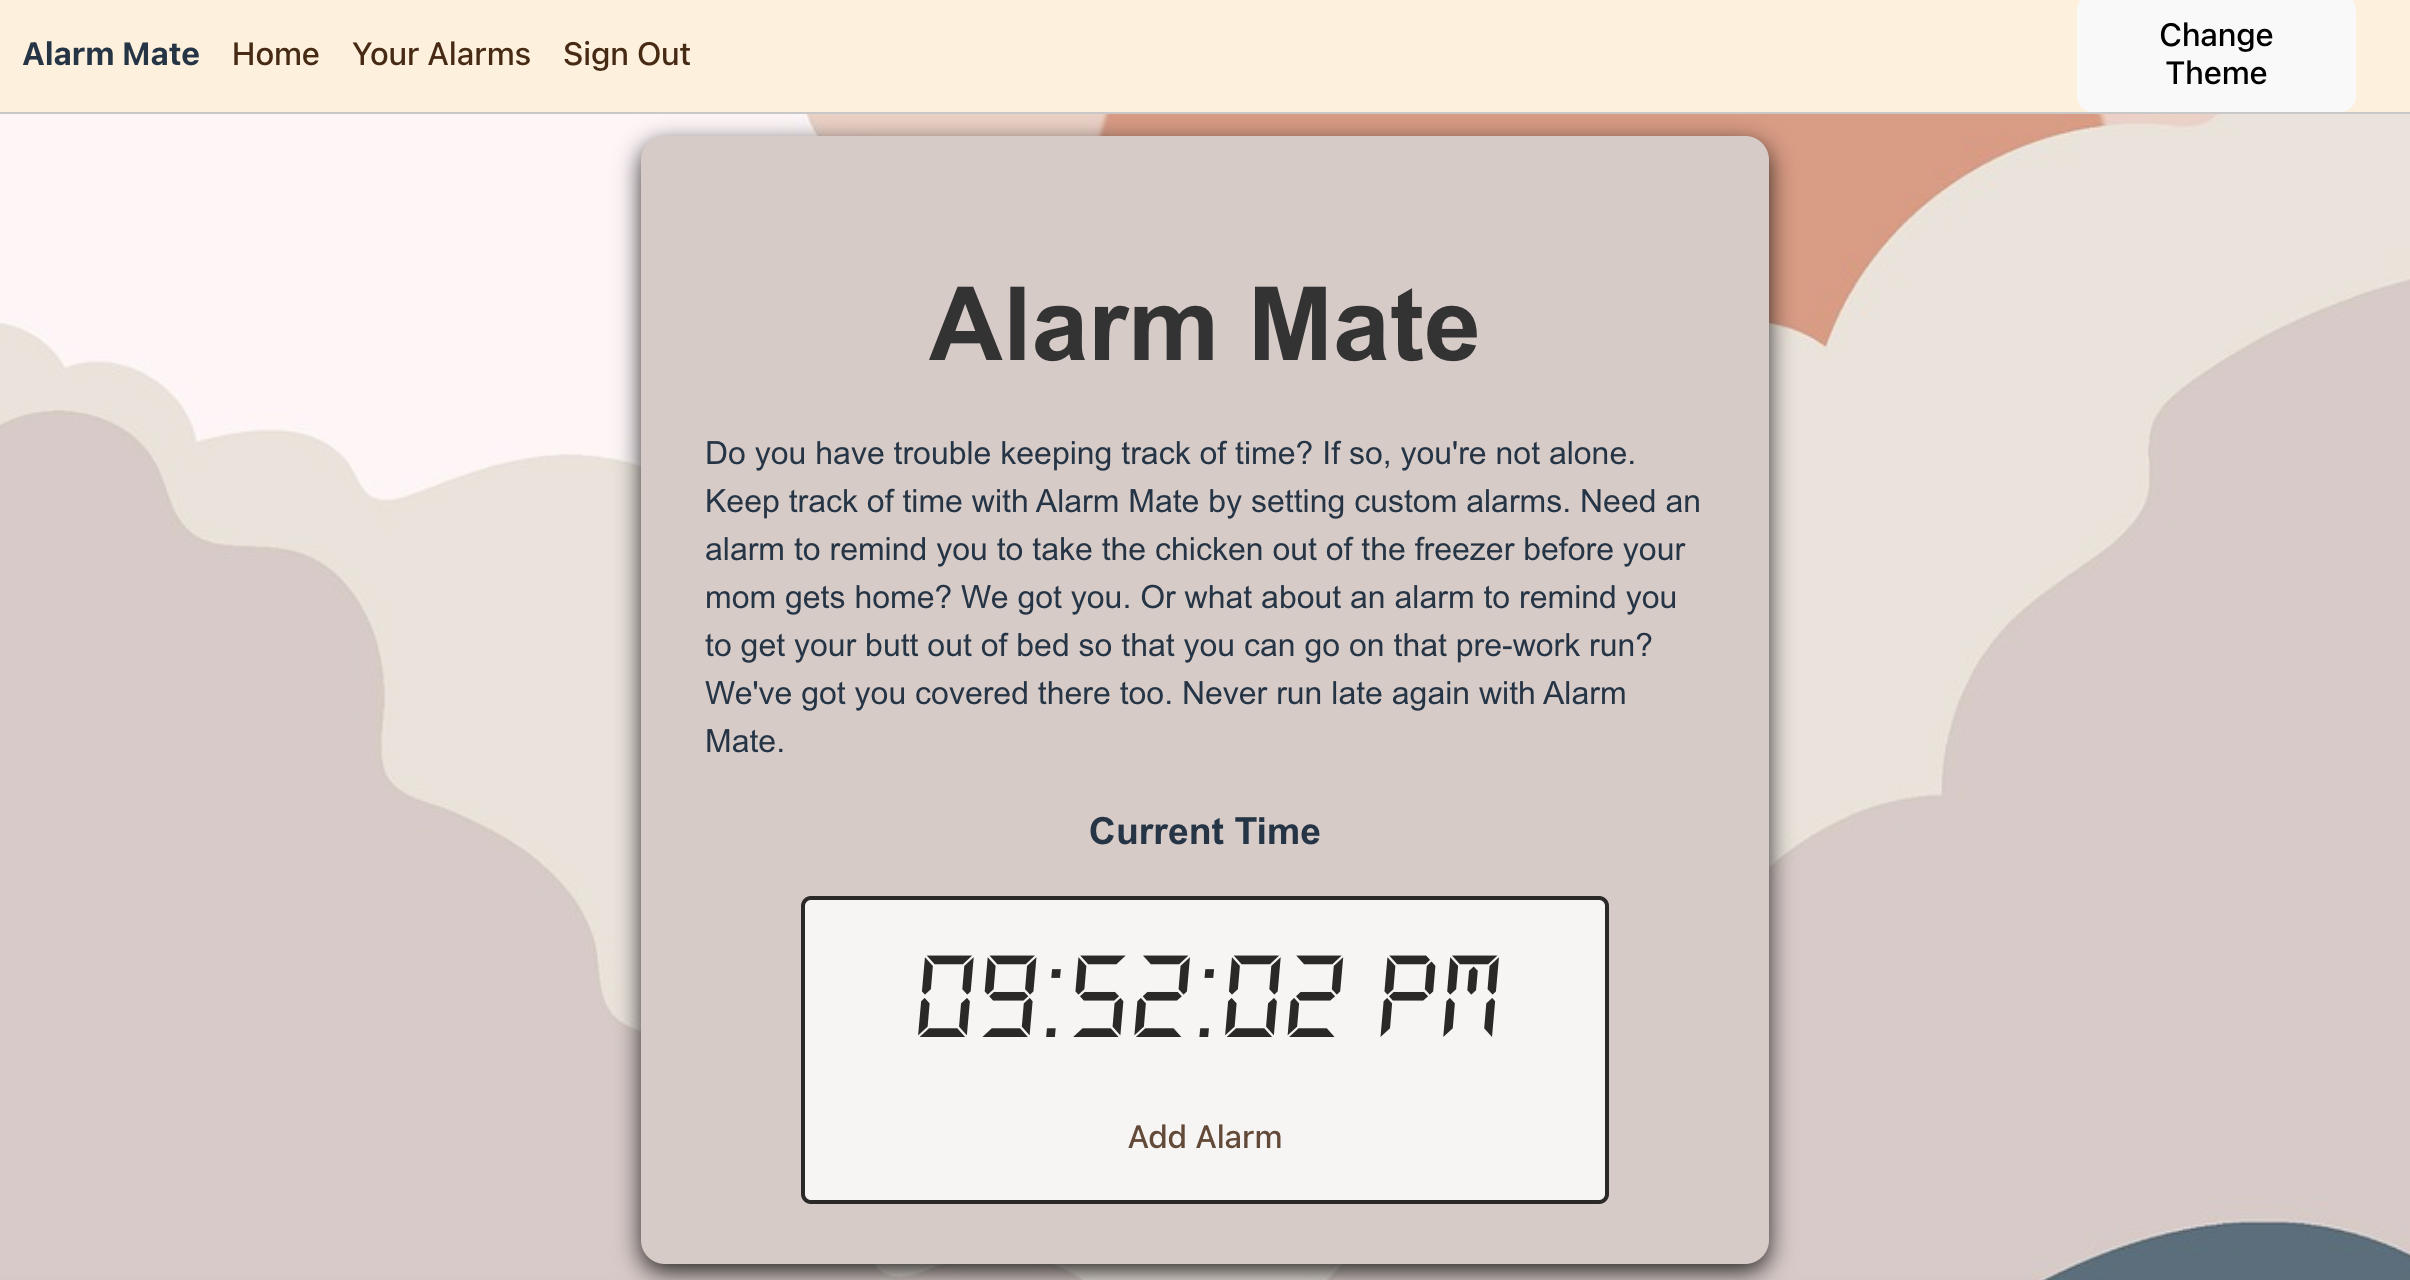 Alarm Mate Home Your Alarms Sign Out
Change
Theme
Alarm Mate
Do you have trouble keeping track of time? If so, you're not alone.
Keep track of time with Alarm Mate by setting custom alarms. Need an
alarm to remind you to take the chicken out of the freezer before your
mom gets home? We got you. Or what about an alarm to remind you
to get your butt out of bed so that you can go on that pre-work run?
We've got you covered there too. Never run late again with Alarm
Mate.
Current Time
09:52:02 PM
Add Alarm